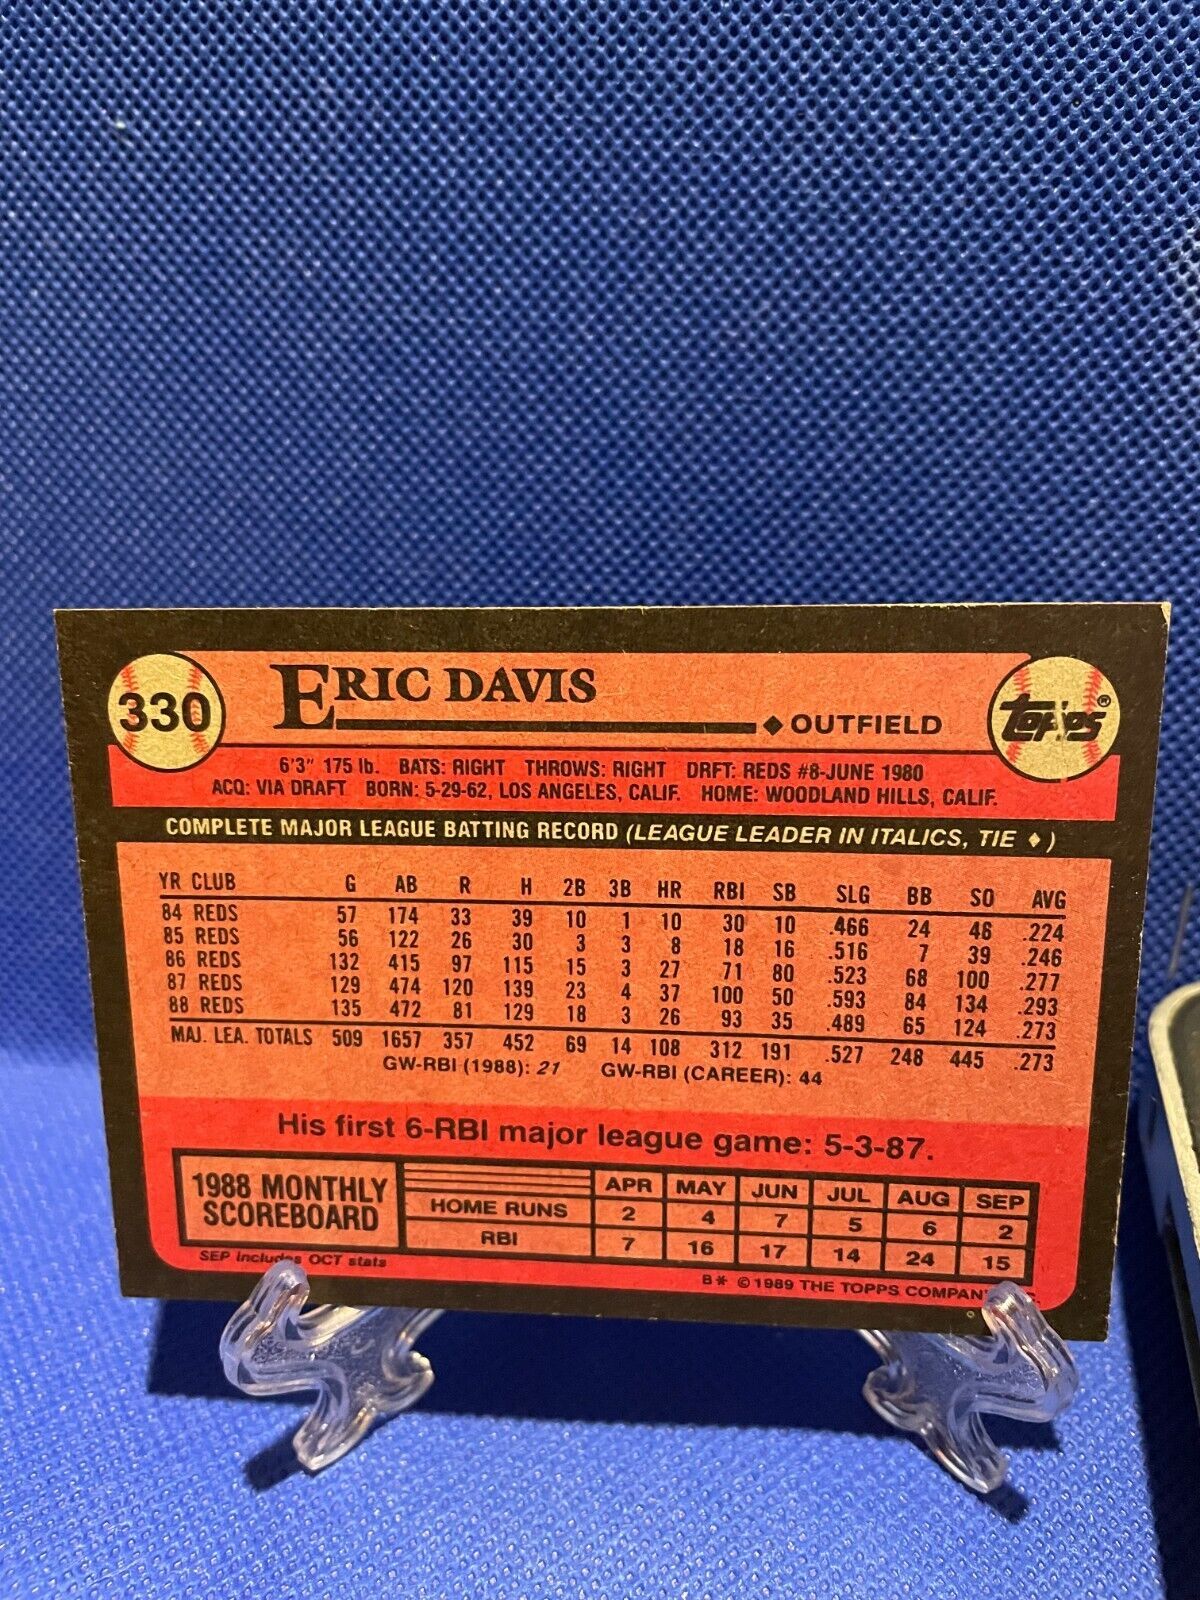 330
ERIC DAVIS
◆ OUTFIELD
Topps®
6'3" 175 lb. BATS: RIGHT THROWS: RIGHT DRFT: REDS #8-JUNE 1980
ACQ: VIA DRAFT BORN: 5-29-62, LOS ANGELES, CALIF. HOME: WOODLAND HILLS, CALIF.
COMPLETE MAJOR LEAGUE BATTING RECORD (LEAGUE LEADER IN ITALICS, TIE ♦)
YR CLUB G AB R H 2B 3B HR RBI SB SLG BB SO AVG
84 REDS 57 174 33 39 10 1 10 30 10 .466 24 48 .224
85 REDS 56 122 26 30 3 3 8 18 16 .516 7 39 .246
86 REDS 132 415 97 115 15 3 27 71 80 .523 68 100 .277
87 REDS 129 474 120 139 23 4 37 100 50 .593 84 134 .293
88 REDS 135 472 81 129 18 3 26 93 35 .489 65 124 .273
MAJ. LEA. TOTALS 509 1657 357 452 69 14 108 312 191 .527 248 445 .273
GW-RBI (1988): 21 GW-RBI (CAREER): 44
His first 6-RBI major league game: 5-3-87.
1988 MONTHLY SCOREBOARD
APR MAY JUN JUL AUG SEP
HOME RUNS 2 4 7 5 6 2
RBI 7 16 17 14 24 15
SEP includes OCT stats
B* © 1989 THE TOPPS COMPAN